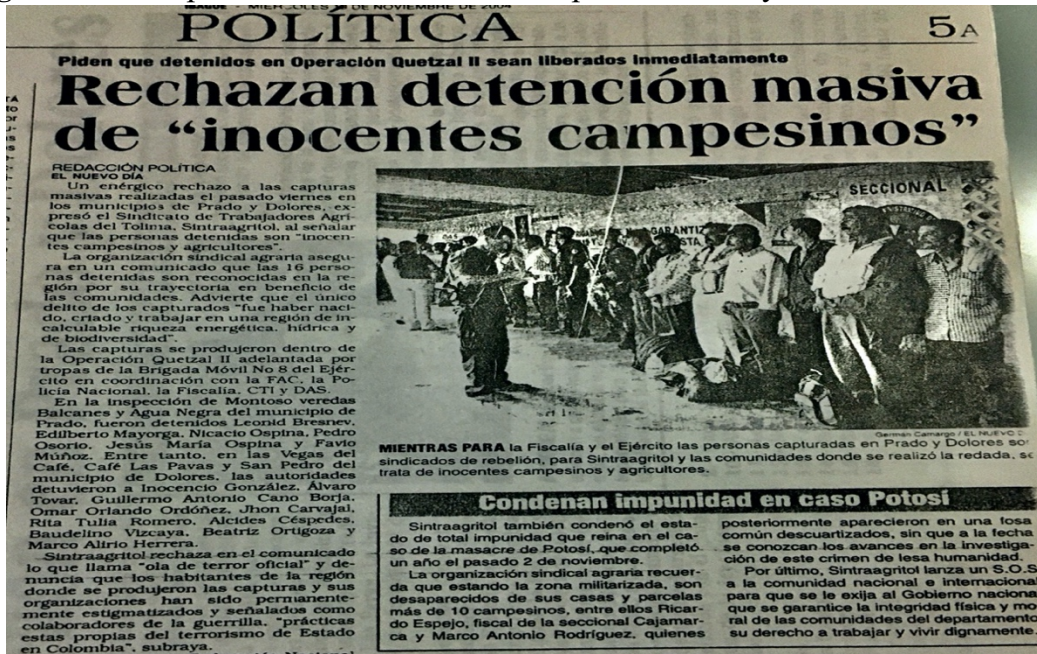 IBAGUÉ - MIÉRCOLES DE NOVIEMBRE DE 2004
POLÍTICA
5A
Piden que detenidos en Operación Quetzal II sean liberados inmediatamente
Rechazan detención masiva
de “inocentes campesinos”
REDACCIÓN POLÍTICA
EL NUEVO DÍA
Un enérgico rechazo a las capturas
masivas realizadas el pasado viernes en
los municipios de Prado y Dolores, ex-
presó el Sindicato de Trabajadores Agrí-
colas del Tolima, Sintraagritol, al señalar
que las personas detenidas son “inocen-
tes campesinos y agricultores”.
La organización sindical agraria asegu-
ra en un comunicado que las 16 perso-
nas detenidas son reconocidas en la re-
gión por su trayectoria en beneficio de
las comunidades. Advierte que el único
delito de los capturados “fue haber naci-
do, criado y trabajar en una región de in-
calculable riqueza energética, hídrica y
de biodiversidad”.
Las capturas se produjeron dentro de
la Operación Quetzal II adelantada por
tropas de la Brigada Móvil No 8 del Ejér-
cito en coordinación con la FAC, la Po-
licía Nacional, la Fiscalía, CTI y DAS.
En la inspección de Montoso veredas
Balcanes y Agua Negra del municipio de
Prado, fueron detenidos Leonid Bresnev,
Edilberto Mayorga, Nicacio Ospina, Pedro
Osorio, Jesús María Ospina y Favio
Múñoz. Entre tanto, en las Vegas del
Café, Café Las Pavas y San Pedro del
municipio de Dolores, las autoridades
detuvieron a Inocencio González, Álvaro
Tovar, Guillermo Antonio Cano Borja,
Omar Orlando Ordóñez, Jhon Carvajal,
Rita Tulia Romero, Alcides Céspedes,
Baudelino Vizcaya, Beatriz Ortigoza y
Marco Alirio Herrera.
Sintraagritol rechaza en el comunicado
lo que llama “ola de terror oficial” y de-
nuncia que los habitantes de la región
donde se produjeron las capturas y sus
organizaciones han sido permanente-
mente estigmatizados y señalados como
colaboradores de la guerrilla, “prácticas
estas propias del terrorismo de Estado
en Colombia”, subraya.
SECCIONAL
GARANTIZ
Germán Camargo / EL NUEVO D
MIENTRAS PARA la Fiscalía y el Ejército las personas capturadas en Prado y Dolores son
sindicados de rebelión, para Sintraagritol y las comunidades donde se realizó la redada, se
trata de inocentes campesinos y agricultores.
Condenan impunidad en caso Potosí
Sintraagritol también condenó el esta-
do de total impunidad que reina en el ca-
so de la masacre de Potosí, que completó
un año el pasado 2 de noviembre.
La organización sindical agraria recuer-
da que estando la zona militarizada, son
desaparecidos de sus casas y parcelas
más de 10 campesinos, entre ellos Ricar-
do Espejo, fiscal de la seccional Cajamar-
ca y Marco Antonio Rodríguez, quienes
posteriormente aparecieron en una fosa
común descuartizados, sin que a la fecha
se conozcan los avances en la investiga-
ción de este crimen de lesa humanidad.
Por último, Sintraagritol lanza un S.O.S
a la comunidad nacional e internacional
para que se le exija al Gobierno nacional
que se garantice la integridad física y mo-
ral de las comunidades del departamento
su derecho a trabajar y vivir dignamente.